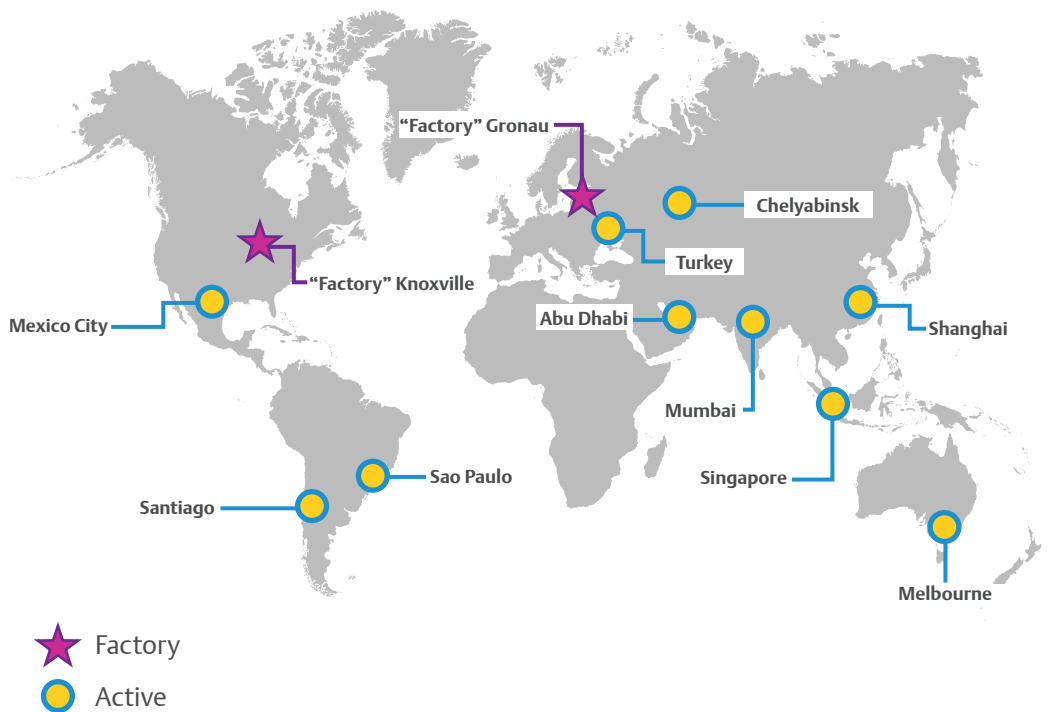 “Factory” Gronau
Chelyabinsk
Turkey
“Factory” Knoxville
Mexico City
Abu Dhabi
Shanghai
Mumbai
Singapore
Sao Paulo
Santiago
Melbourne
Factory
Active